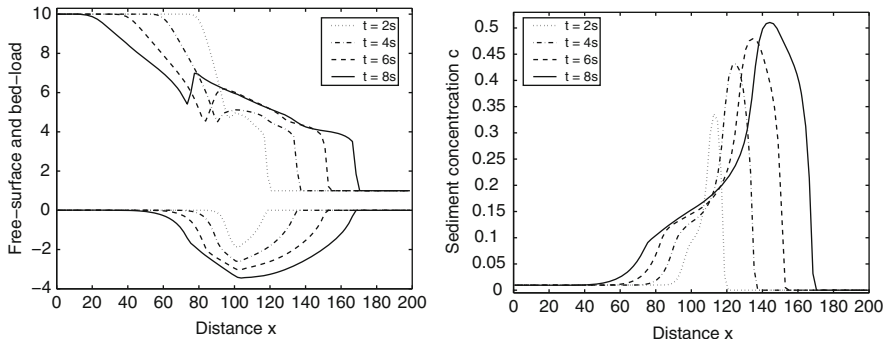 10
8
6
4
2
0
−2
−4
0 20 40 60 80 100 120 140 160 180 200
Distance x
Free−surface and bed−load
t = 2s
t = 4s
t = 6s
t = 8s
0.5
0.45
0.4
0.35
0.3
0.25
0.2
0.15
0.1
0.05
0
0 20 40 60 80 100 120 140 160 180 200
Distance x
Sediment concentrcation c
t = 2s
t = 4s
t = 6s
t = 8s